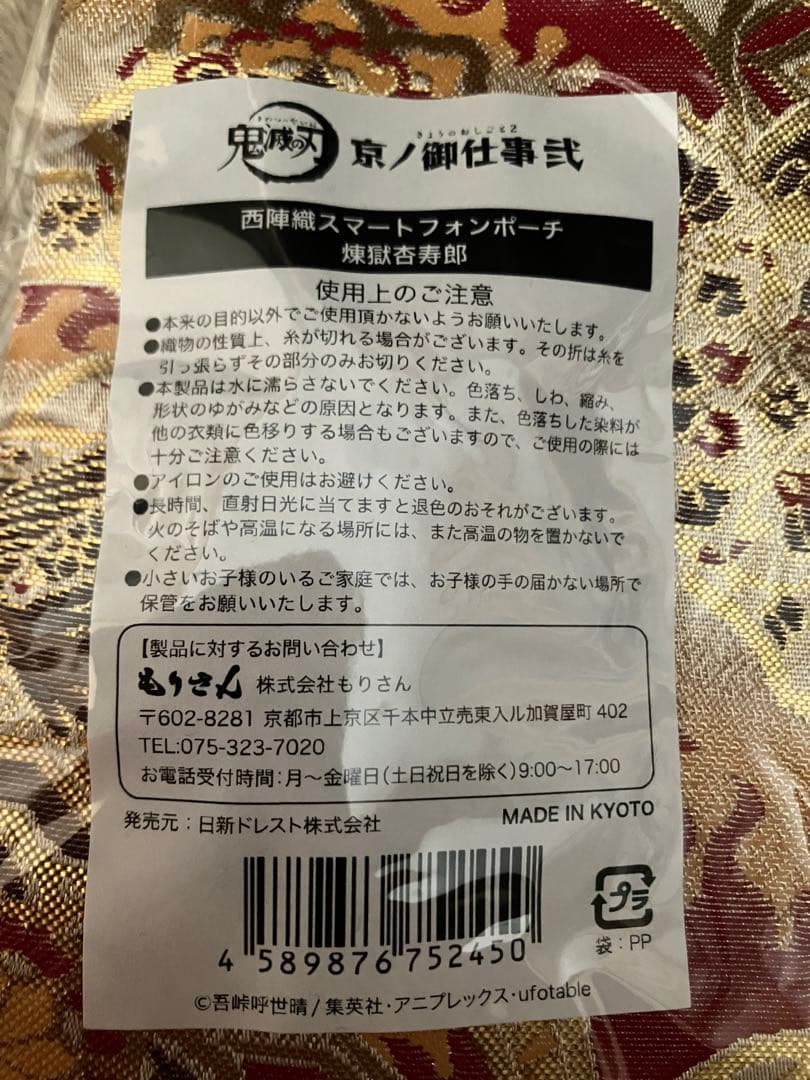 きめつのやいば
鬼滅の刃
きょうのおしごと2
京ノ御仕事弐
西陣織スマートフォンポーチ
煉獄杏寿郎
使用上のご注意
●本来の目的以外でご使用頂かないようお願いいたします。
●織物の性質上、糸が切れる場合がございます。その折は糸を
引っ張らずその部分のみお切りください。
●本製品は水に濡らさないでください。色落ち、しわ、縮み、
形状のゆがみなどの原因となります。また、色落ちした染料が
他の衣類に色移りする場合もございますので、ご使用の際には
十分ご注意ください。
●アイロンのご使用はお避けください。
●長時間、直射日光に当てますと退色のおそれがございます。
火のそばや高温になる場所には、また高温の物を置かないで
ください。
●小さいお子様のいるご家庭では、お子様の手の届かない場所で
保管をお願いいたします。
【製品に対するお問い合わせ】
もりさん 株式会社もりさん
〒602-8281 京都市上京区千本中立売東入ル加賀屋町 402
TEL:075-323-7020
お電話受付時間:月～金曜日(土日祝日を除く)9:00～17:00
発売元:日新ドレスト株式会社
MADE IN KYOTO
プラ
袋:PP
4 589876 752450
©吾峠呼世晴/集英社・アニプレックス・ufotable